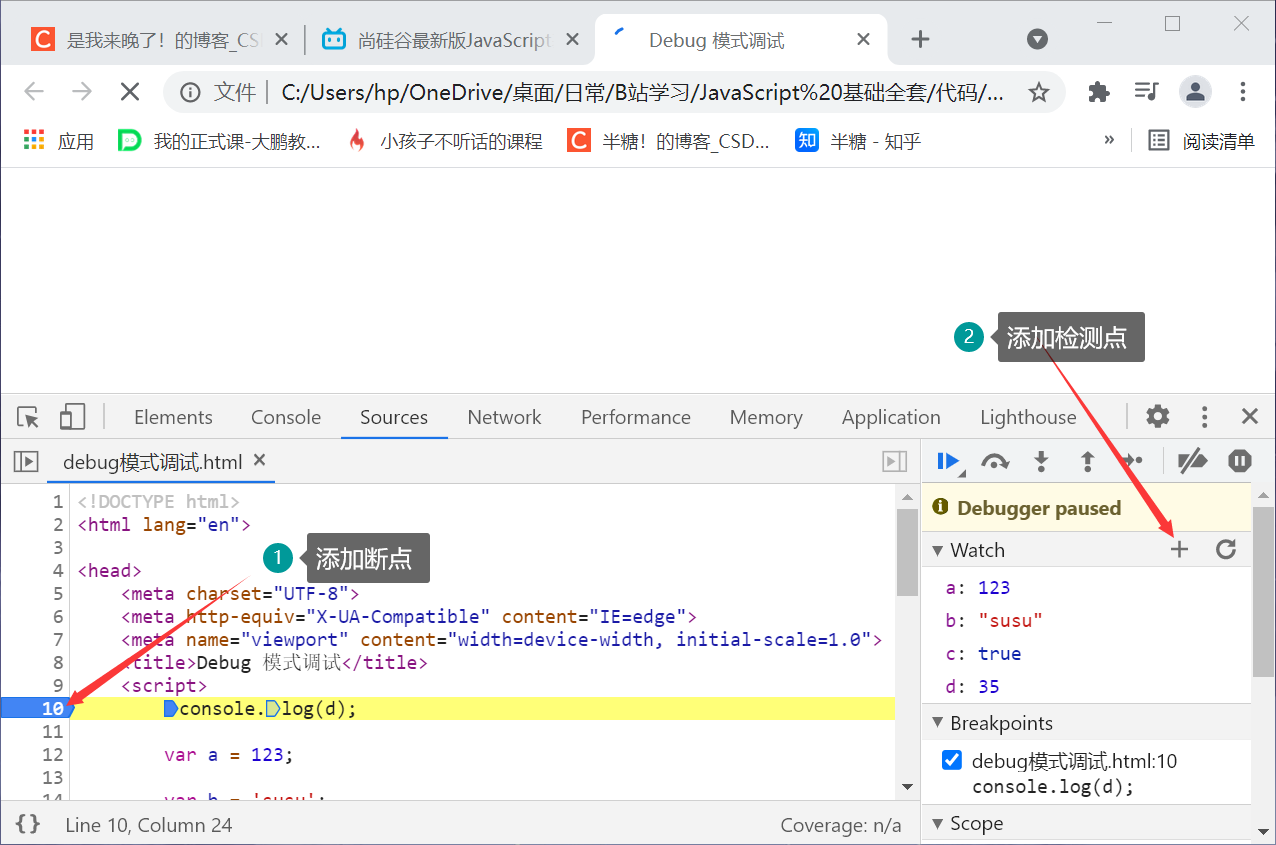 是我来晚了！的博客_CS
尚硅谷最新版JavaScript
Debug 模式调试
文件
C:/Users/hp/OneDrive/桌面/日常/B站学习/JavaScript%20基础全套/代码/...
应用
我的正式课-大鹏教...
小孩子不听话的课程
C 半糖！的博客_CSD...
知 半糖 - 知乎
»
阅读清单
2 添加检测点
Elements Console Sources Network Performance Memory Application Lighthouse
debug模式调试.html
1 <!DOCTYPE html>
2 <html lang="en">
3
1 添加断点
4 <head>
5 <meta charset="UTF-8">
6 <meta http-equiv="X-UA-Compatible" content="IE=edge">
7 <meta name="viewport" content="width=device-width, initial-scale=1.0">
8 <title>Debug 模式调试</title>
9 <script>
10 console.log(d);
11
12 var a = 123;
13
14 var b = 'susu';
{} Line 10, Column 24
Coverage: n/a
Debugger paused
Watch
a: 123
b: "susu"
c: true
d: 35
Breakpoints
debug模式调试.html:10
console.log(d);
Scope